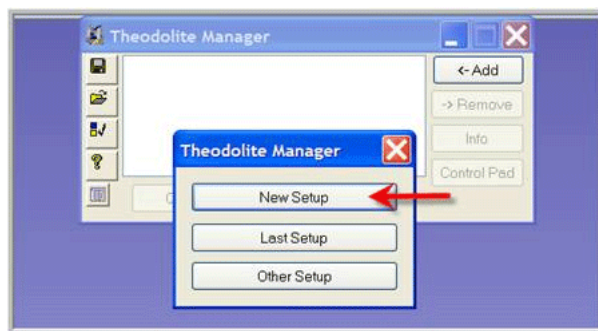 Theodolite Manager
<- Add
-> Remove
Info
Control Pad
Theodolite Manager
New Setup
Last Setup
Other Setup